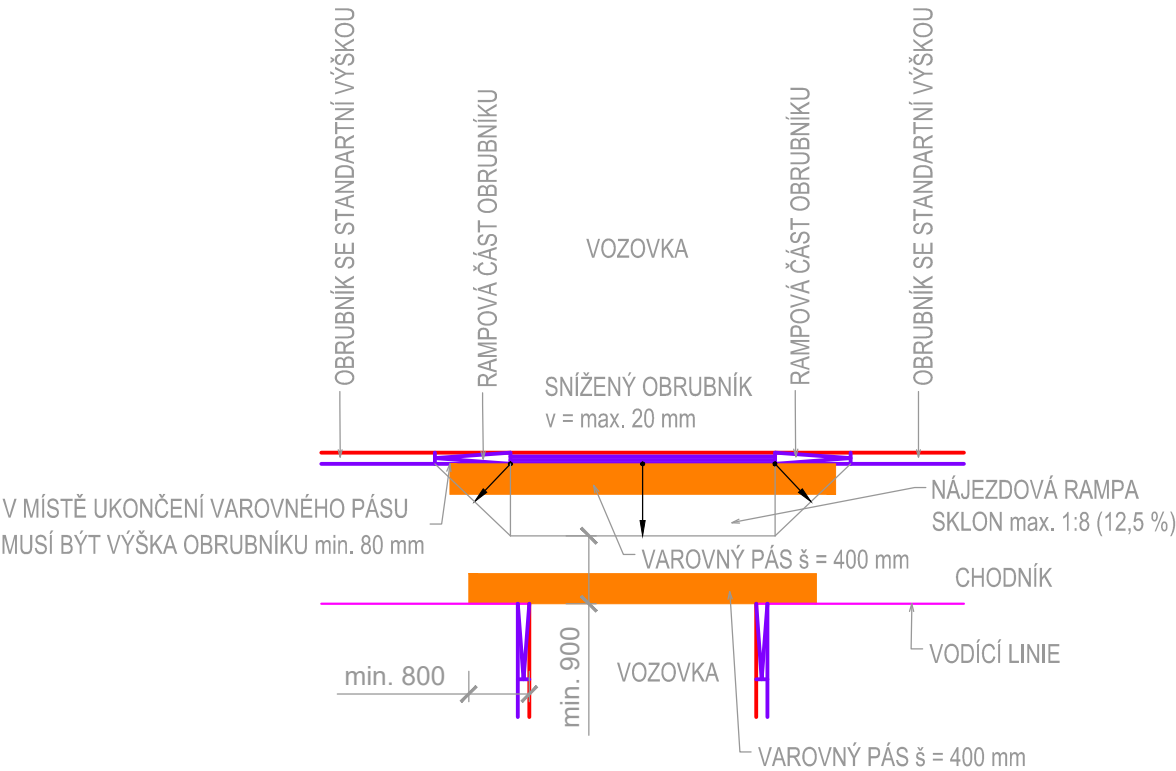 OBRUBNÍK SE STANDARTNÍ VÝŠKOU
RAMPOVÁ ČÁST OBRUBNÍKU
RAMPOVÁ ČÁST OBRUBNÍKU
OBRUBNÍK SE STANDARTNÍ VÝŠKOU
VOZOVKA
SNÍŽENÝ OBRUBNÍK
v = max. 20 mm
V MÍSTĚ UKONČENÍ VAROVNÉHO PÁSU
MUSÍ BÝT VÝŠKA OBRUBNÍKU min. 80 mm
NÁJEZDOVÁ RAMPA
SKLON max. 1:8 (12,5 %)
VAROVNÝ PÁS š = 400 mm
CHODNÍK
VODÍCÍ LINIE
min. 800
min. 900
VOZOVKA
VAROVNÝ PÁS š = 400 mm